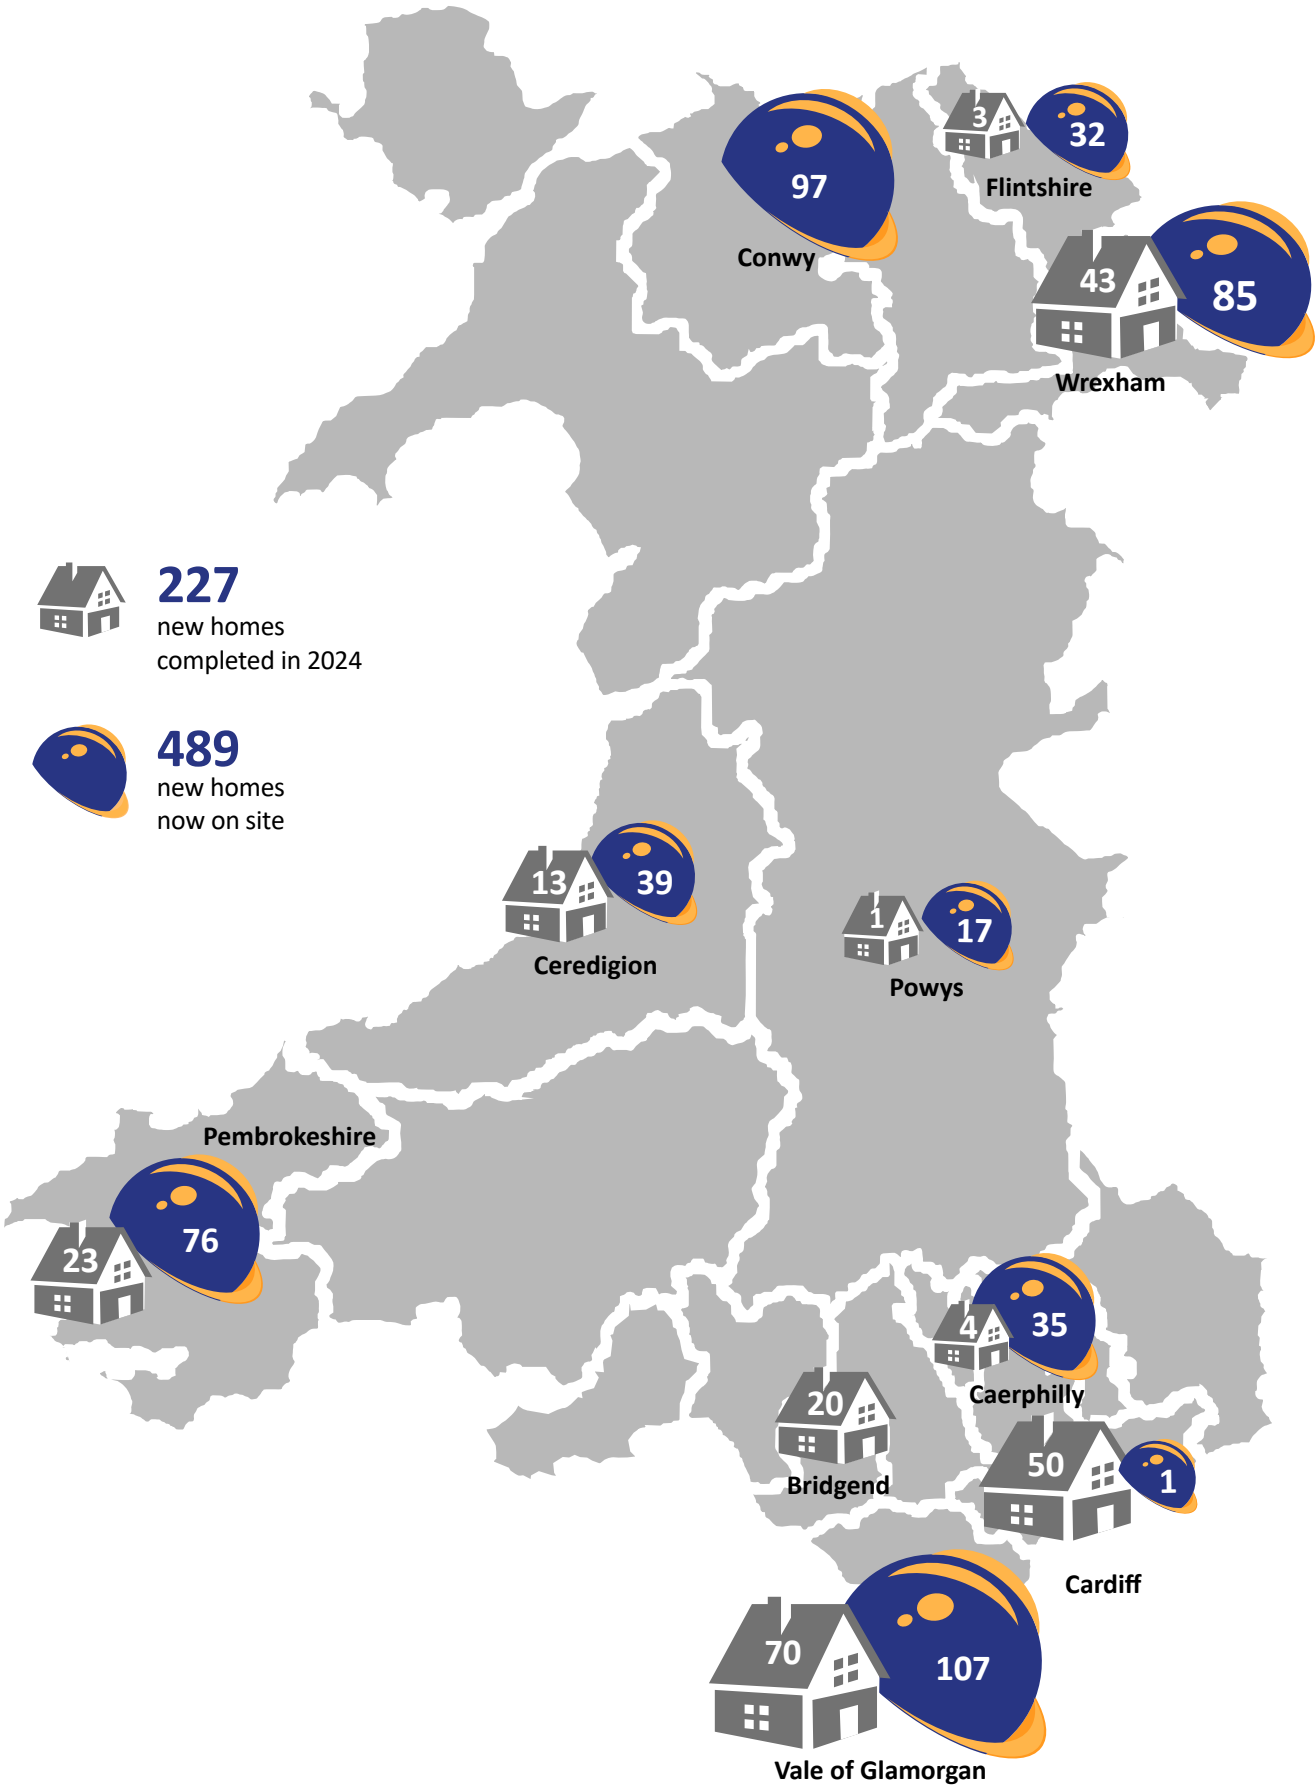 3
32
Flintshire
97
Conwy
43
85
Wrexham
227
new homes
completed in 2024
489
new homes
now on site
13
39
Ceredigion
1
17
Powys
Pembrokeshire
23
76
4
35
Caerphilly
20
Bridgend
50
1
Cardiff
70
107
Vale of Glamorgan